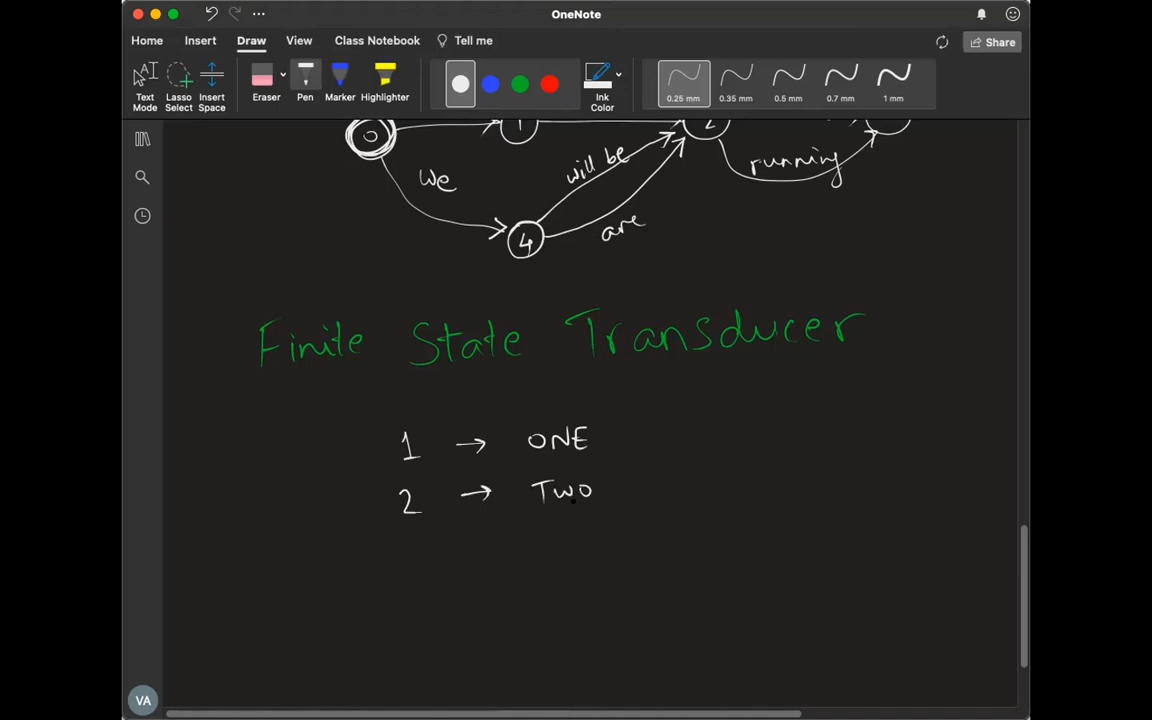 OneNote
Home Insert Draw View Class Notebook Tell me
Share
Text Mode
Lasso Select
Insert Space
Eraser
Pen
Marker
Highlighter
Ink Color
0.25 mm
0.35 mm
0.5 mm
0.7 mm
1 mm
0 1 2
we
will be
are
running
4
Finite State Transducer
1 → ONE
2 → TWO
VA